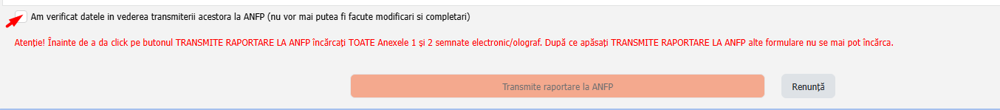 Am verificat datele in vederea transmiterii acestora la ANFP (nu vor mai putea fi facute modificari si completari)
Atenție! Înainte de a da click pe butonul TRANSMITE RAPORTARE LA ANFP încărcați TOATE Anexele 1 și 2 semnate electronic/olograf. După ce apăsați TRANSMITE RAPORTARE LA ANFP alte formulare nu se mai pot încărca.
Transmite raportare la ANFP
Renunță